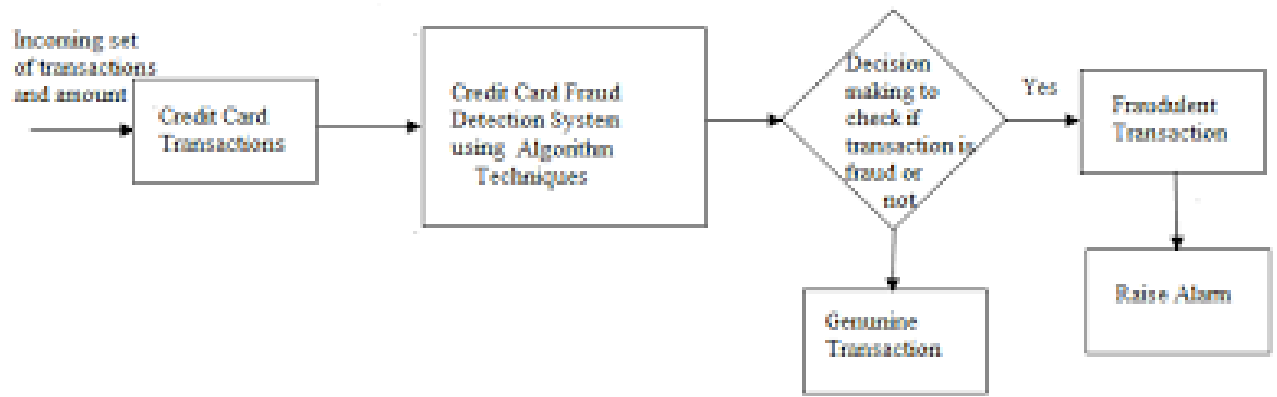 Incoming set
of transactions
and amount
Credit Card
Transactions
Credit Card Fraud
Detection System
using Algorithm
Techniques
Decision
making to
check if
transaction is
fraud or
not
Yes
Fraudulent
Transaction
Raise Alarm
Genunine
Transaction